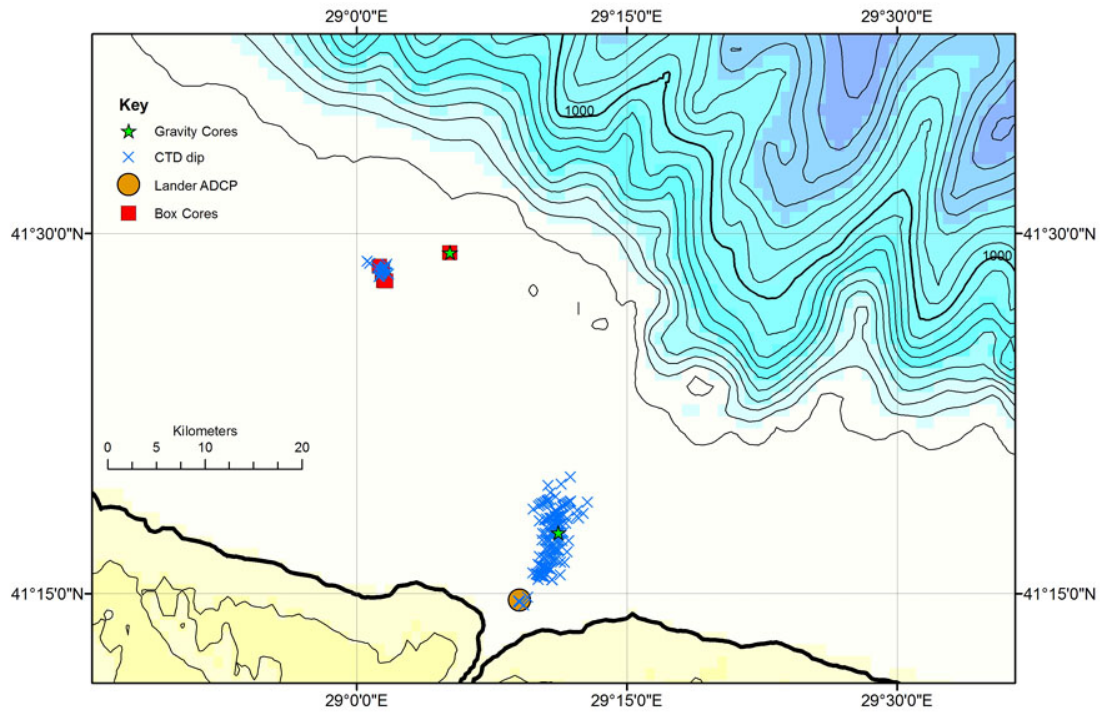 29°0'0"E 29°15'0"E 29°30'0"E
1000
Key
Gravity Cores
CTD dip
Lander ADCP
Box Cores
41°30'0"N 41°30'0"N
1000
Kilometers
0 5 10 20
41°15'0"N 41°15'0"N
29°0'0"E 29°15'0"E 29°30'0"E